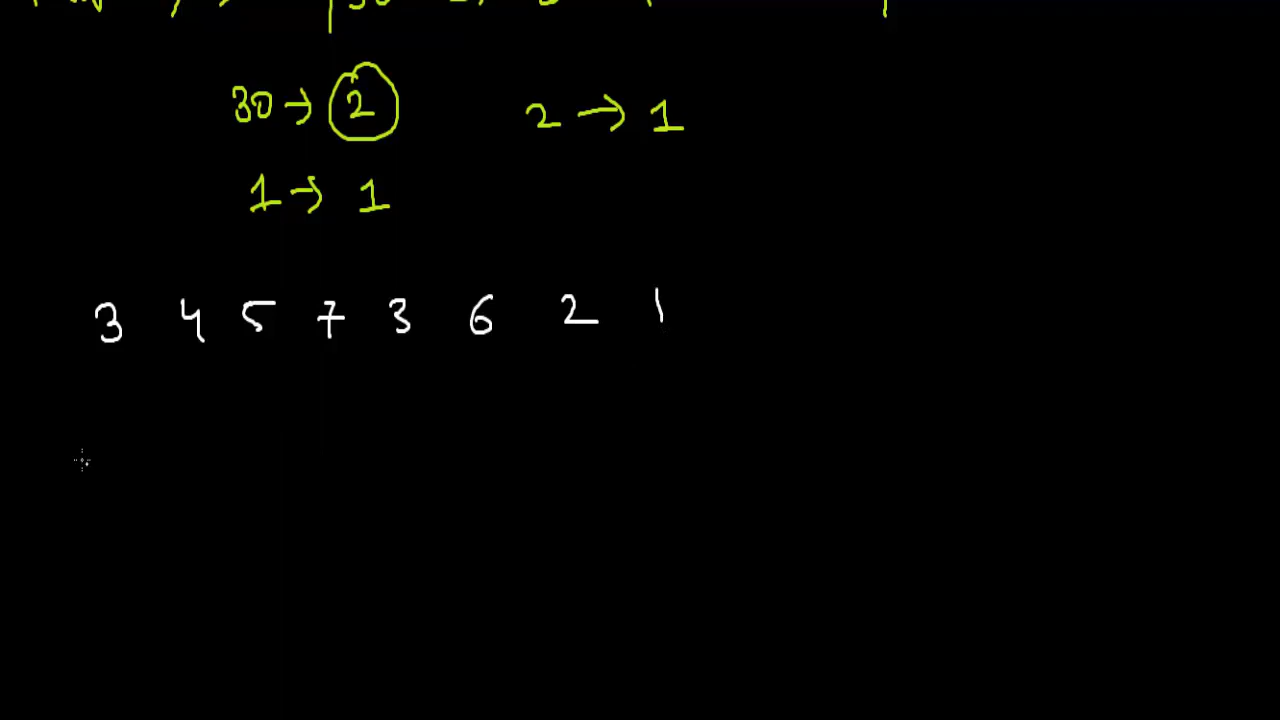 30 → 2 2 → 1
1 → 1
3 4 5 7 3 6 2 1